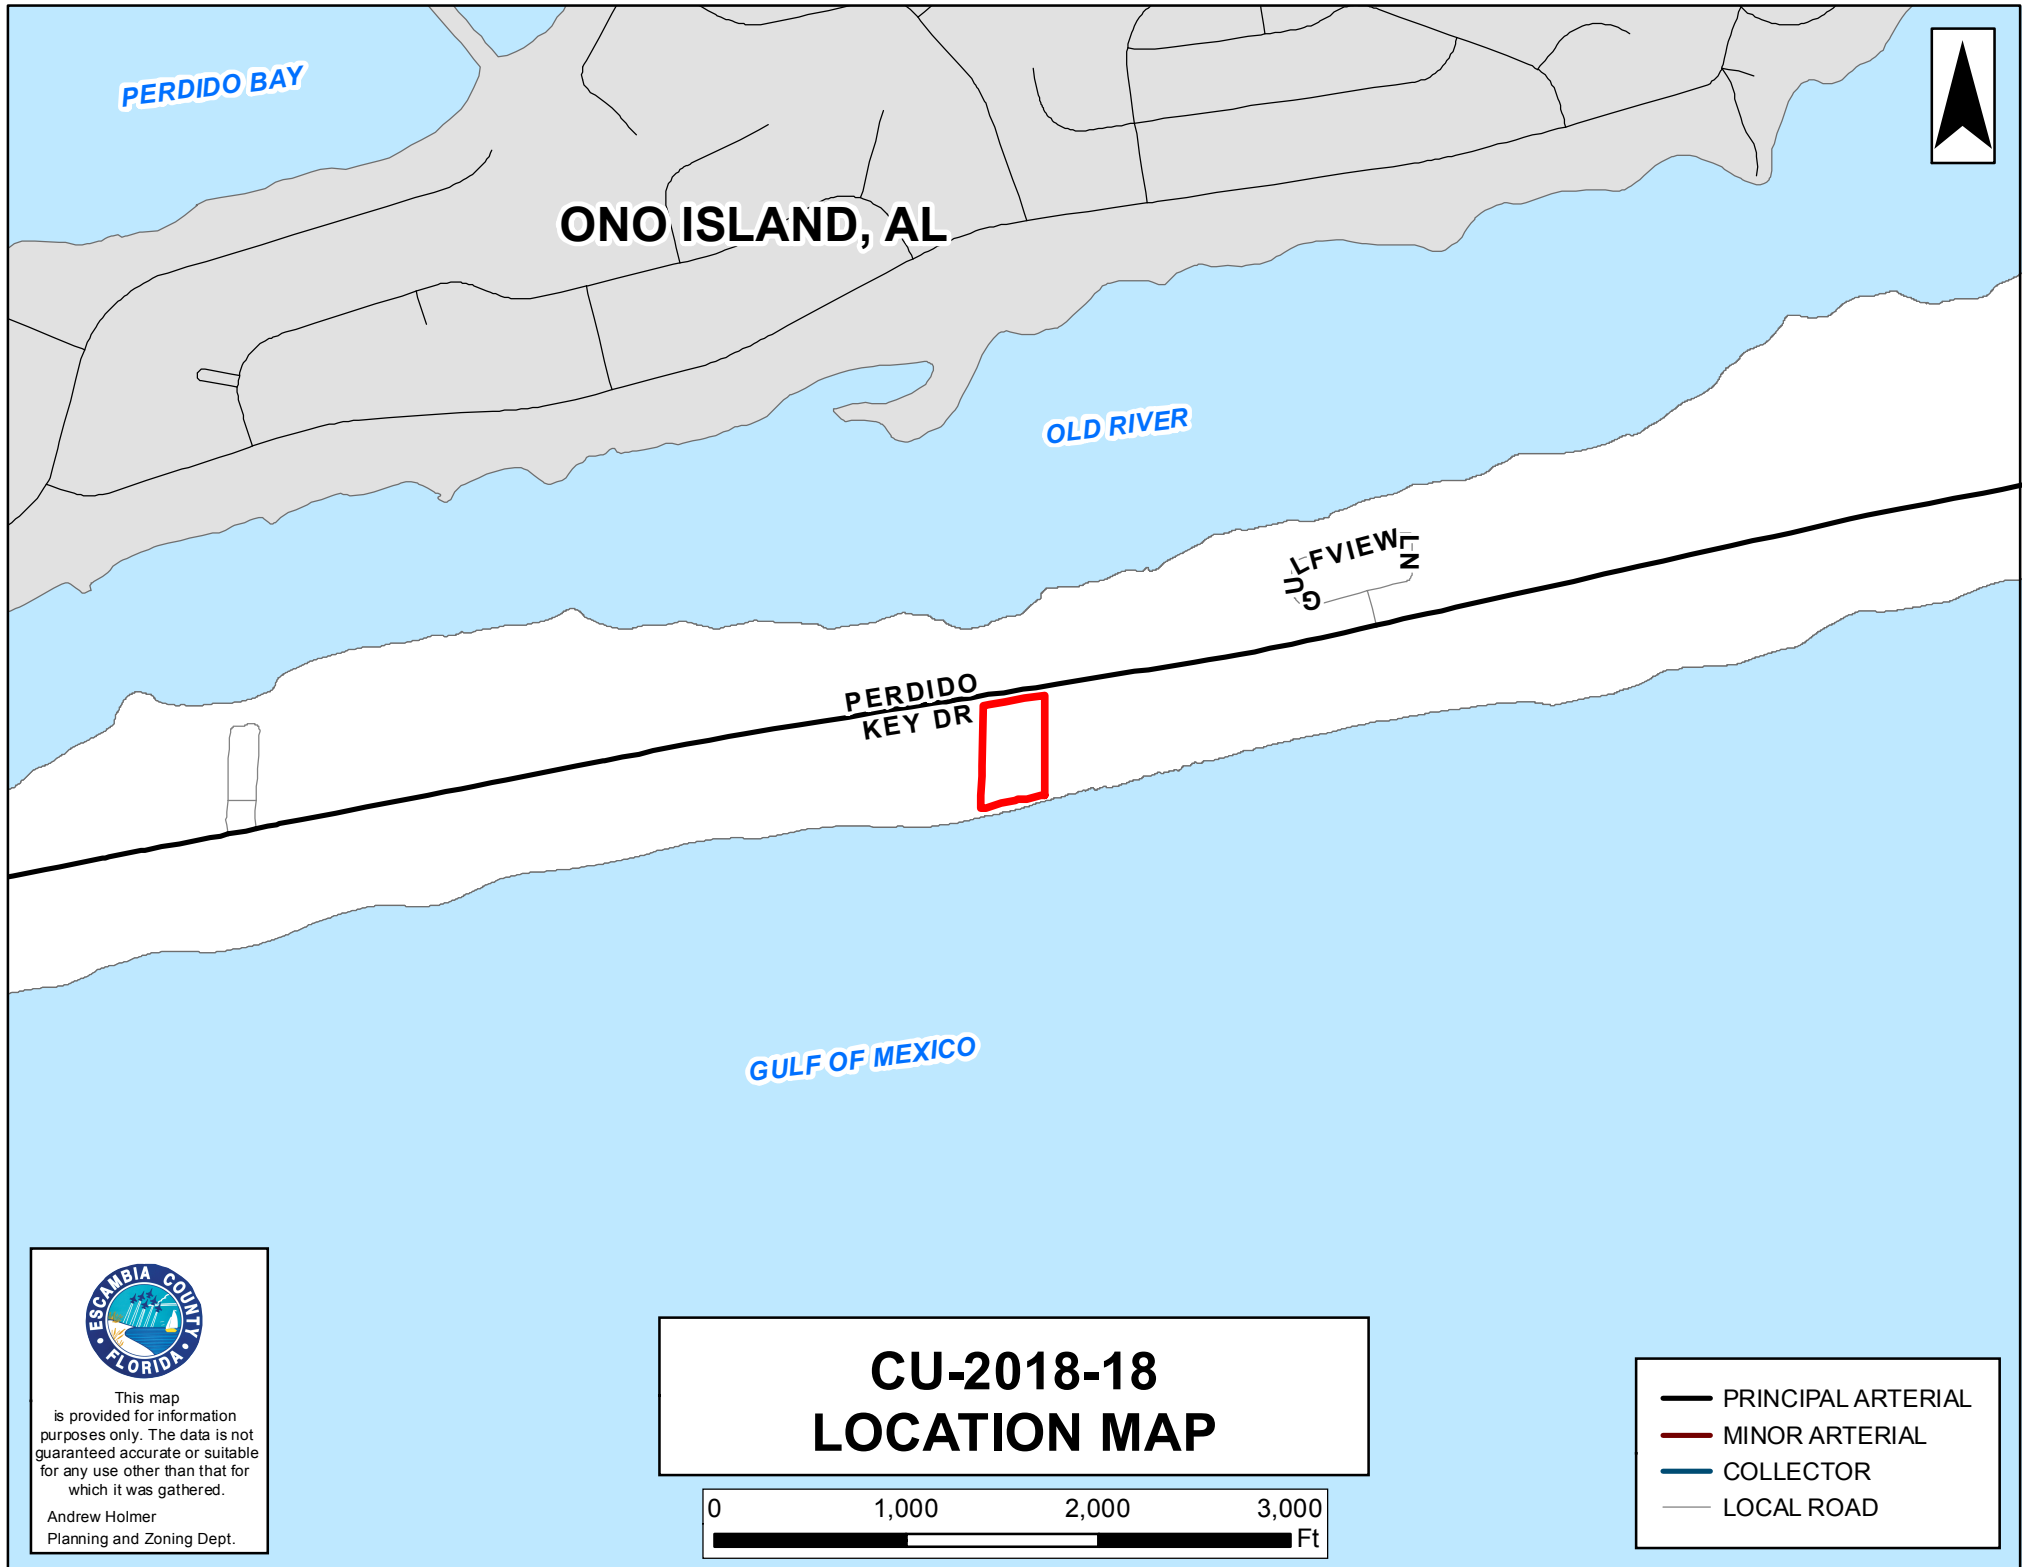 PERDIDO BAY
ONO ISLAND, AL
OLD RIVER
GULFVIEW LN
PERDIDO
KEY DR
GULF OF MEXICO
ESCAMBIA COUNTY
FLORIDA
This map
is provided for information
purposes only. The data is not
guaranteed accurate or suitable
for any use other than that for
which it was gathered.
Andrew Holmer
Planning and Zoning Dept.
CU-2018-18
LOCATION MAP
0 1,000 2,000 3,000
Ft
PRINCIPAL ARTERIAL
MINOR ARTERIAL
COLLECTOR
LOCAL ROAD